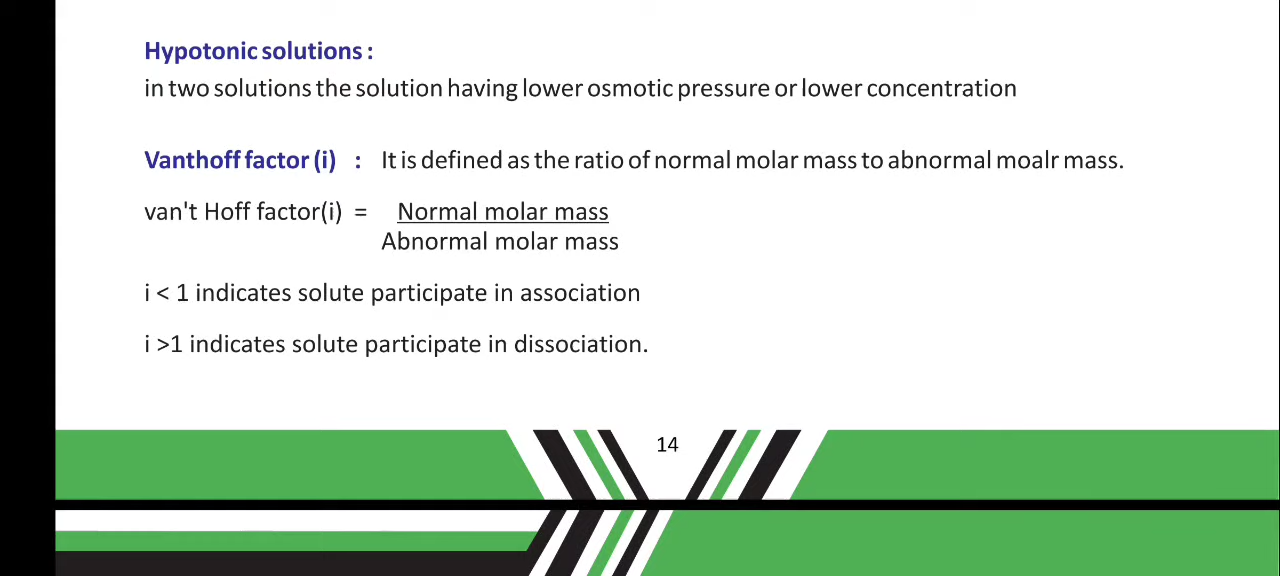 Hypotonic solutions :
in two solutions the solution having lower osmotic pressure or lower concentration
Vanthoff factor (i) : It is defined as the ratio of normal molar mass to abnormal moalr mass.
van't Hoff factor(i) = Normal molar mass
Abnormal molar mass
i < 1 indicates solute participate in association
i >1 indicates solute participate in dissociation.
14